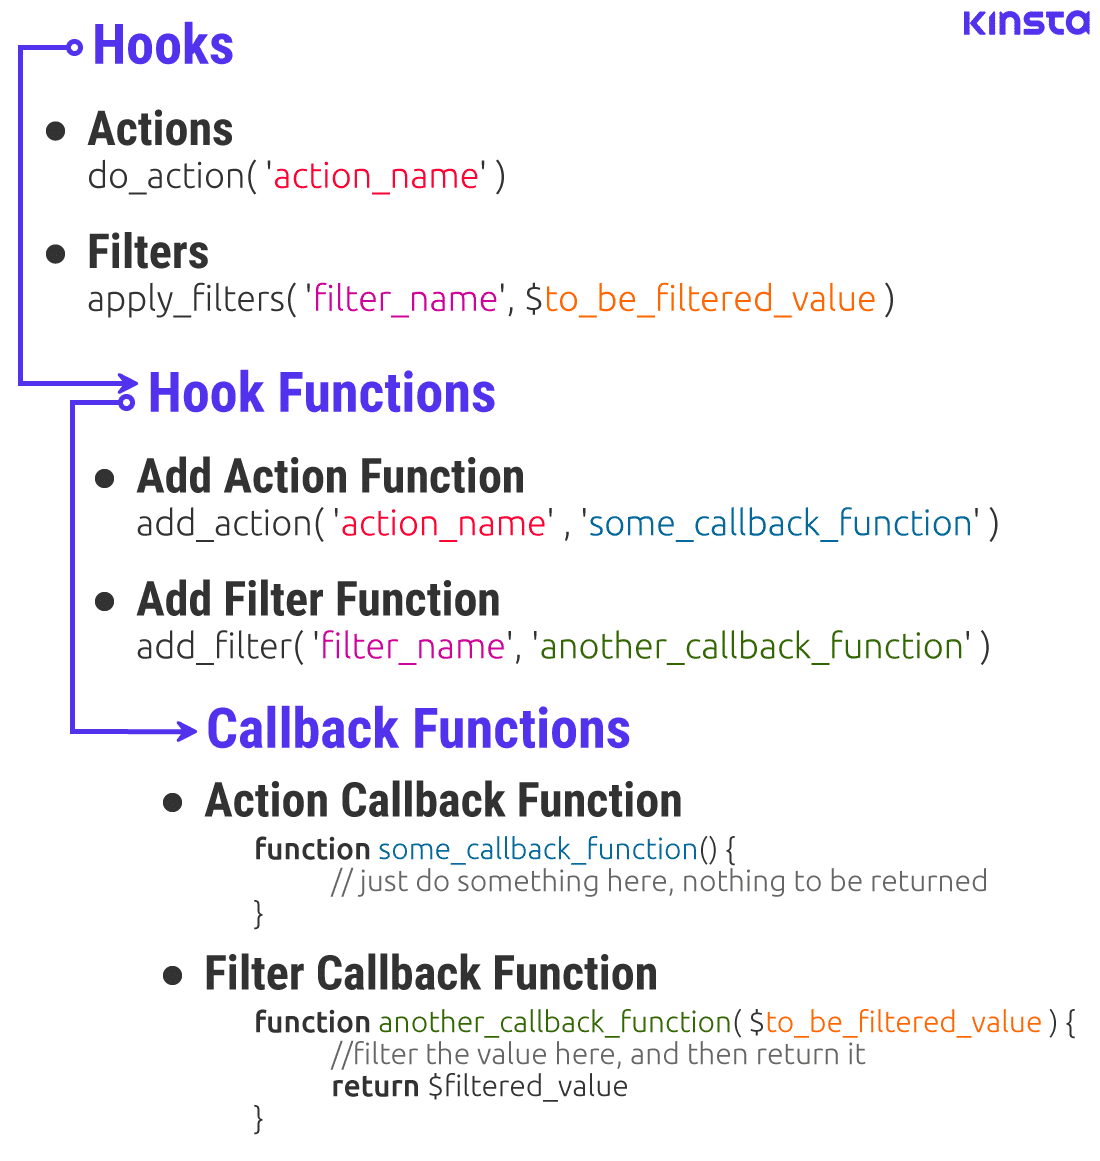 KINSTA
Hooks
● Actions
do_action( 'action_name' )
● Filters
apply_filters( 'filter_name', $to_be_filtered_value )
Hook Functions
● Add Action Function
add_action( 'action_name' , 'some_callback_function' )
● Add Filter Function
add_filter( 'filter_name', 'another_callback_function' )
Callback Functions
● Action Callback Function
function some_callback_function() {
// just do something here, nothing to be returned
}
● Filter Callback Function
function another_callback_function( $to_be_filtered_value ) {
//filter the value here, and then return it
return $filtered_value
}